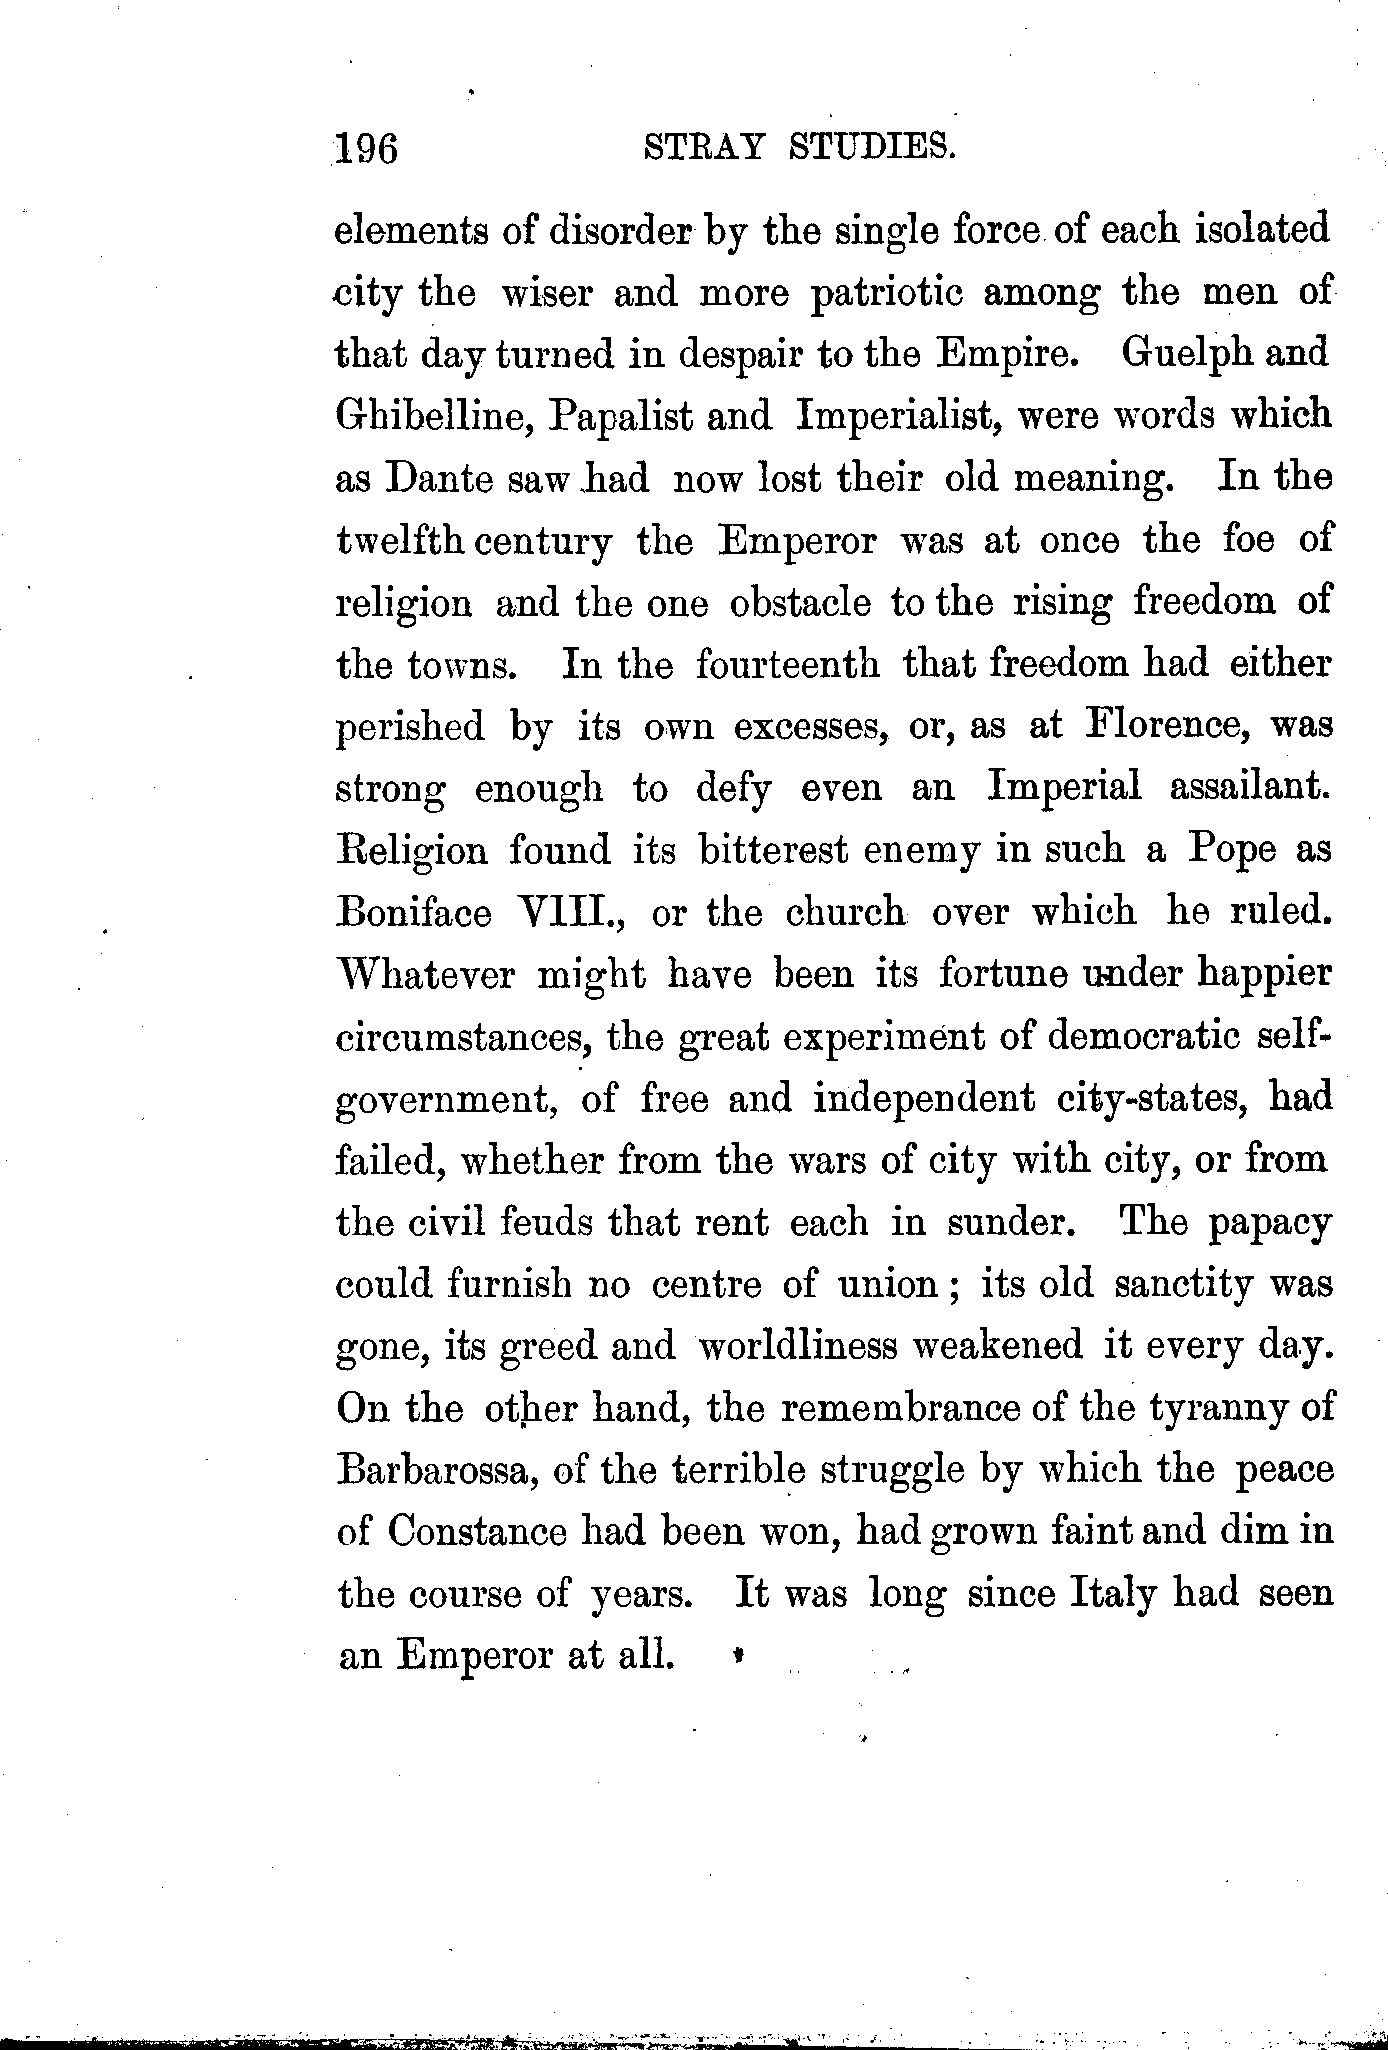 196 STRAY STUDIES.
elements of disorder by the single force of each isolated
city the wiser and more patriotic among the men of
that day turned in despair to the Empire. Guelph and
Ghibelline, Papalist and Imperialist, were words which
as Dante saw had now lost their old meaning. In the
twelfth century the Emperor was at once the foe of
religion and the one obstacle to the rising freedom of
the towns. In the fourteenth that freedom had either
perished by its own excesses, or, as at Florence, was
strong enough to defy even an Imperial assailant.
Religion found its bitterest enemy in such a Pope as
Boniface VIII., or the church over which he ruled.
Whatever might have been its fortune under happier
circumstances, the great experiment of democratic self-
government, of free and independent city-states, had
failed, whether from the wars of city with city, or from
the civil feuds that rent each in sunder. The papacy
could furnish no centre of union ; its old sanctity was
gone, its greed and worldliness weakened it every day.
On the other hand, the remembrance of the tyranny of
Barbarossa, of the terrible struggle by which the peace
of Constance had been won, had grown faint and dim in
the course of years. It was long since Italy had seen
an Emperor at all.